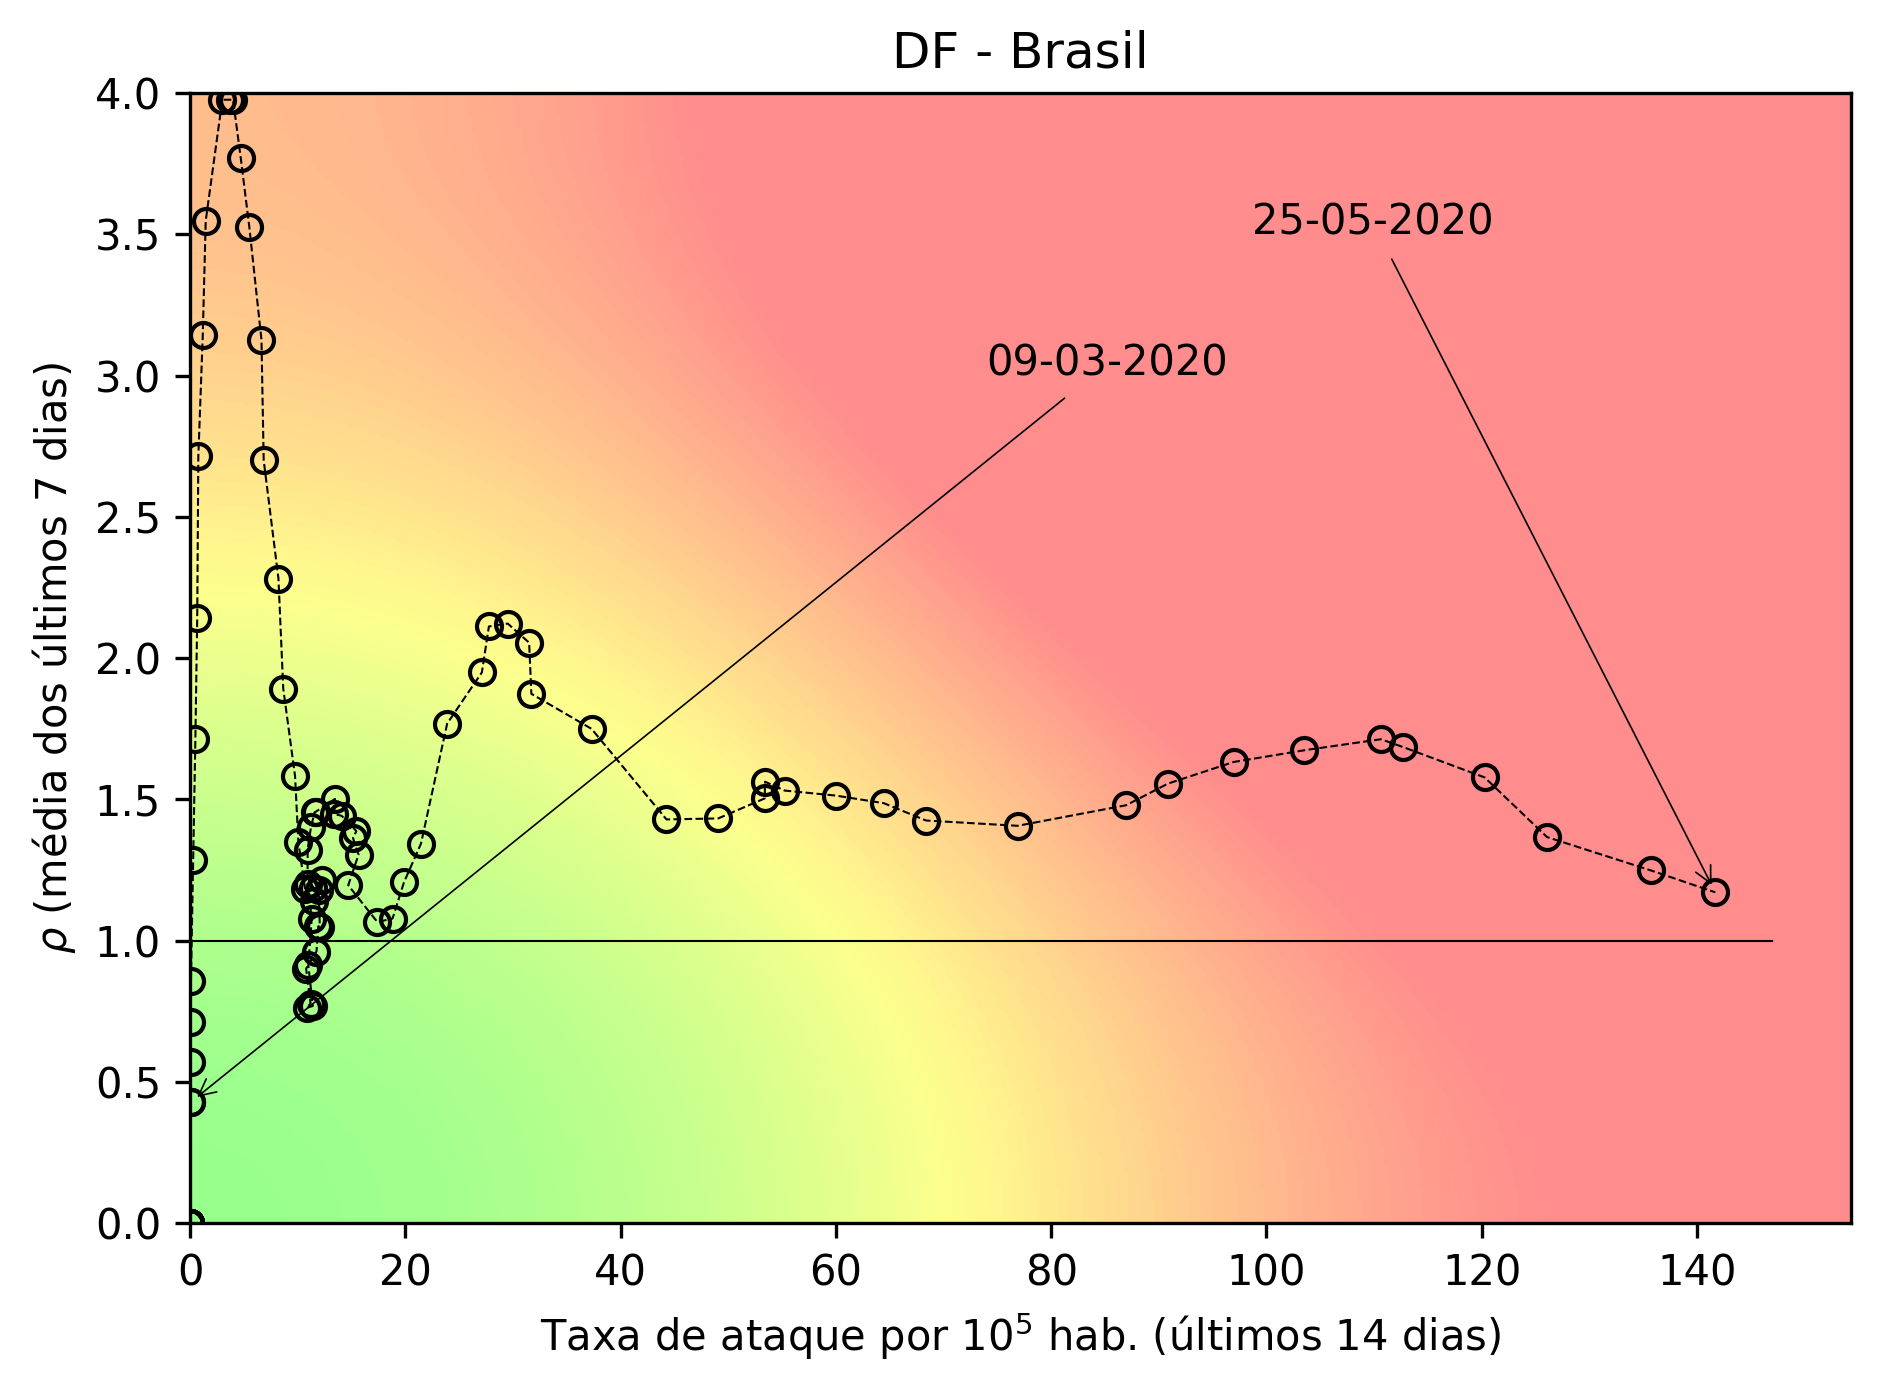 DF - Brasil
4.0
3.5
3.0
2.5
2.0
1.5
1.0
0.5
0.0
ρ (média dos últimos 7 dias)
25-05-2020
09-03-2020
0 20 40 60 80 100 120 140
Taxa de ataque por 10⁵ hab. (últimos 14 dias)